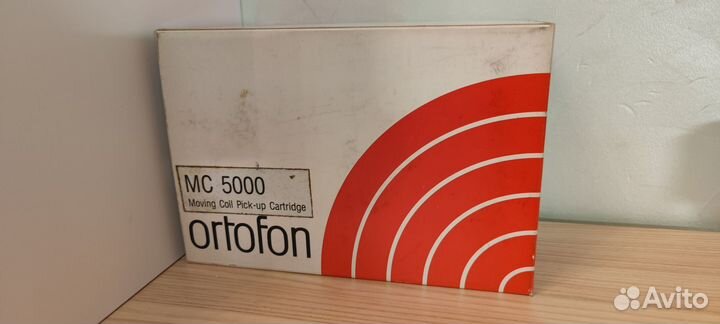 MC 5000
Moving Coil Pick-up Cartridge
ortofon
Avito